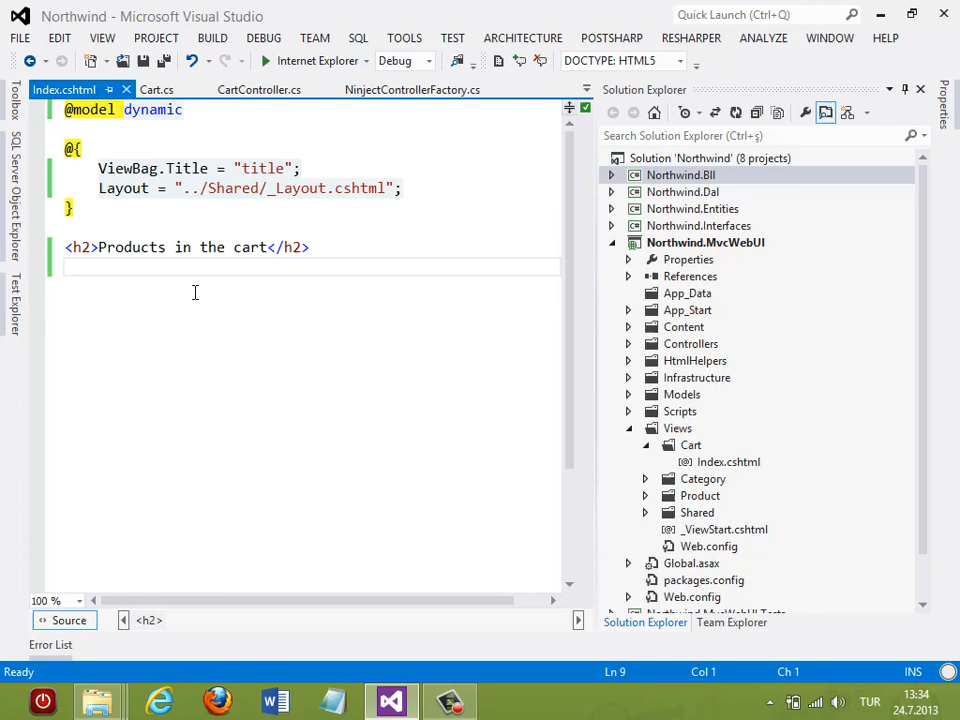 Northwind - Microsoft Visual Studio
Quick Launch (Ctrl+Q)
FILE EDIT VIEW PROJECT BUILD DEBUG TEAM SQL TOOLS TEST ARCHITECTURE POSTSHARP RESHARPER ANALYZE WINDOW HELP
Internet Explorer Debug DOCTYPE: HTML5
Index.cshtml Cart.cs CartController.cs NinjectControllerFactory.cs
Toolbox
SQL Server Object Explorer
Test Explorer
@model dynamic
@{
ViewBag.Title = "title";
Layout = "../Shared/_Layout.cshtml";
}
<h2>Products in the cart</h2>
100 %
Source <h2>
Error List
Solution Explorer
Search Solution Explorer (Ctrl+ş)
Solution 'Northwind' (8 projects)
Northwind.Bll
Northwind.Dal
Northwind.Entities
Northwind.Interfaces
Northwind.MvcWebUI
Properties
References
App_Data
App_Start
Content
Controllers
HtmlHelpers
Infrastructure
Models
Scripts
Views
Cart
Index.cshtml
Category
Product
Shared
_ViewStart.cshtml
Web.config
Global.asax
packages.config
Web.config
Northwind.MvcWebUI.Tests
Solution Explorer Team Explorer
Properties
Ready Ln 9 Col 1 Ch 1 INS
TUR
13:34
24.7.2013